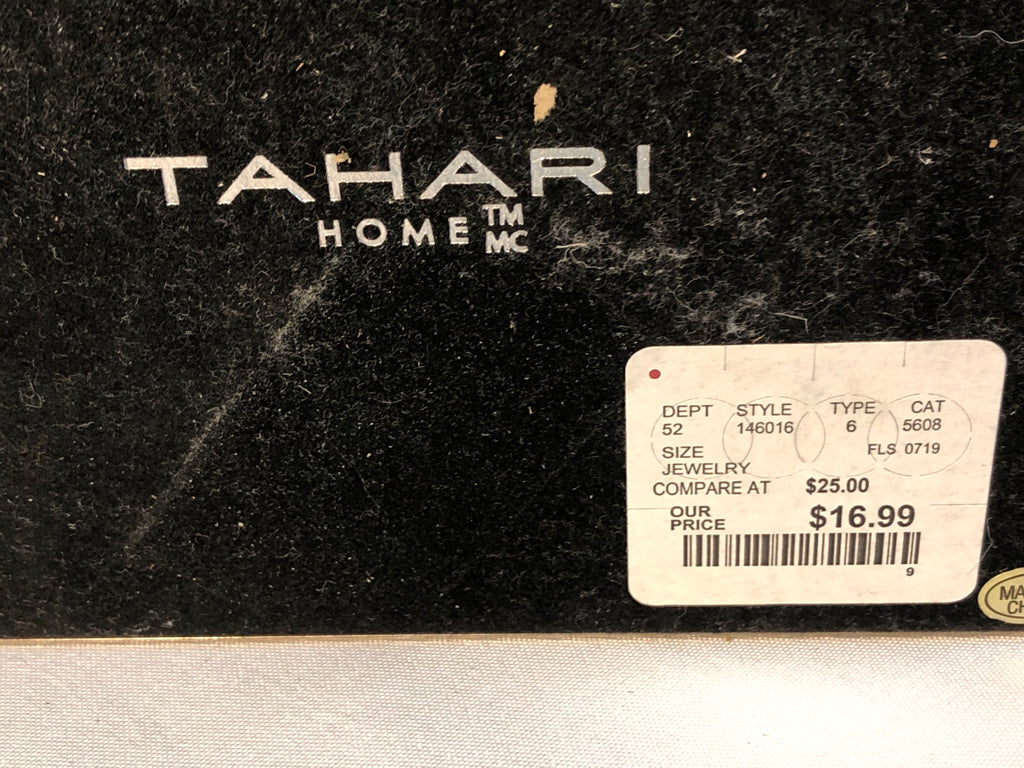 TAHARI
HOME TM
MC
DEPT STYLE TYPE CAT
52 146016 6 5608
SIZE FLS 0719
JEWELRY
COMPARE AT $25.00
OUR
PRICE $16.99
9